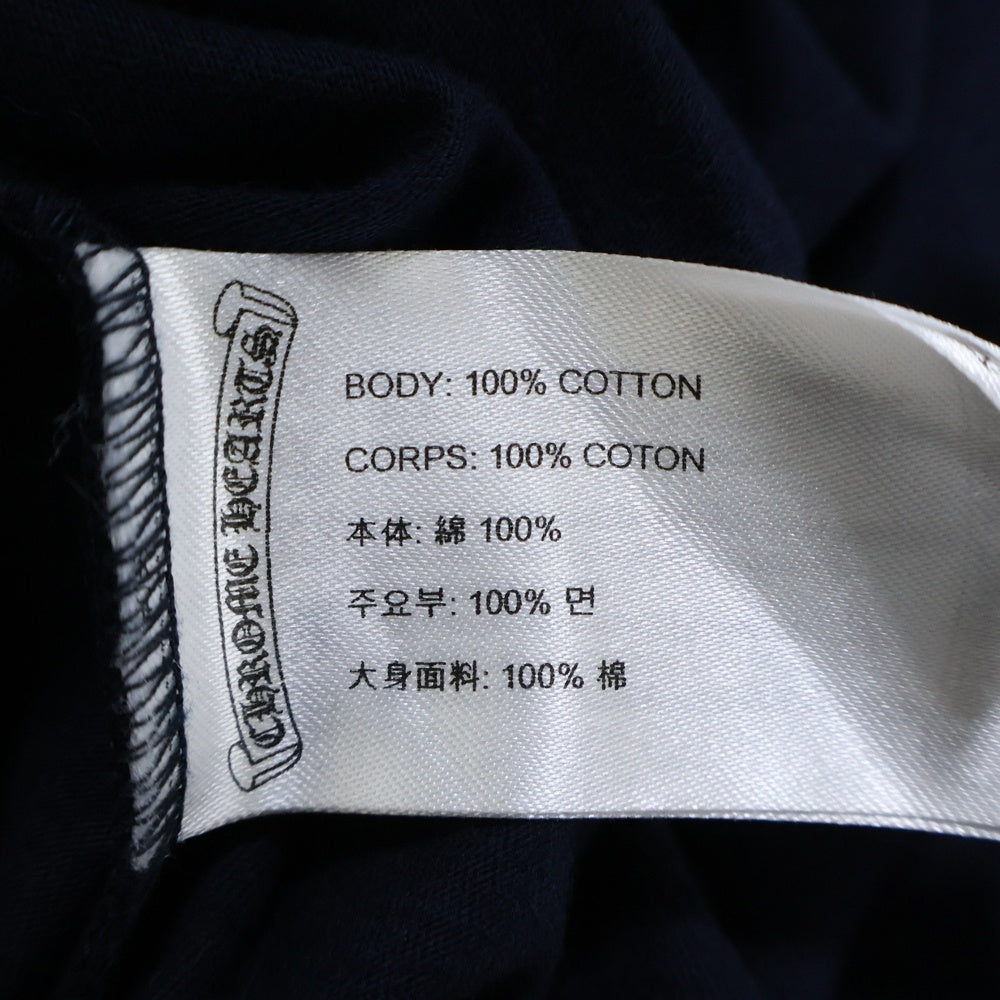 CHROME HEARTS
BODY: 100% COTTON
CORPS: 100% COTON
本体: 綿 100%
주요부: 100% 면
大身面料: 100% 棉